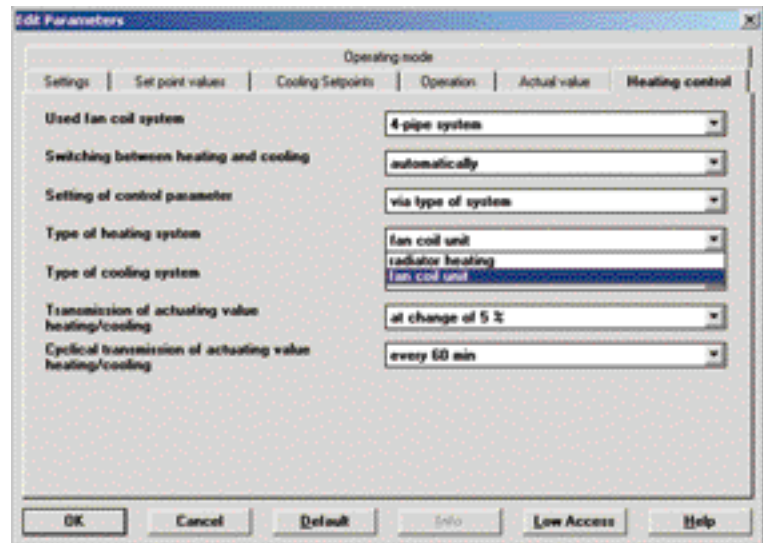 Edit Parameters
Operating mode
Settings
Set point values
Cooling Setpoints
Operation
Actual value
Heating control
Used fan coil system
4-pipe system
Switching between heating and cooling
automatically
Setting of control parameter
via type of system
Type of heating system
fan coil unit
radiator heating
fan coil unit
Type of cooling system
Transmission of actuating value
heating/cooling
at change of 5 %
Cyclical transmission of actuating value
heating/cooling
every 60 min
OK
Cancel
Default
Info
Low Access
Help